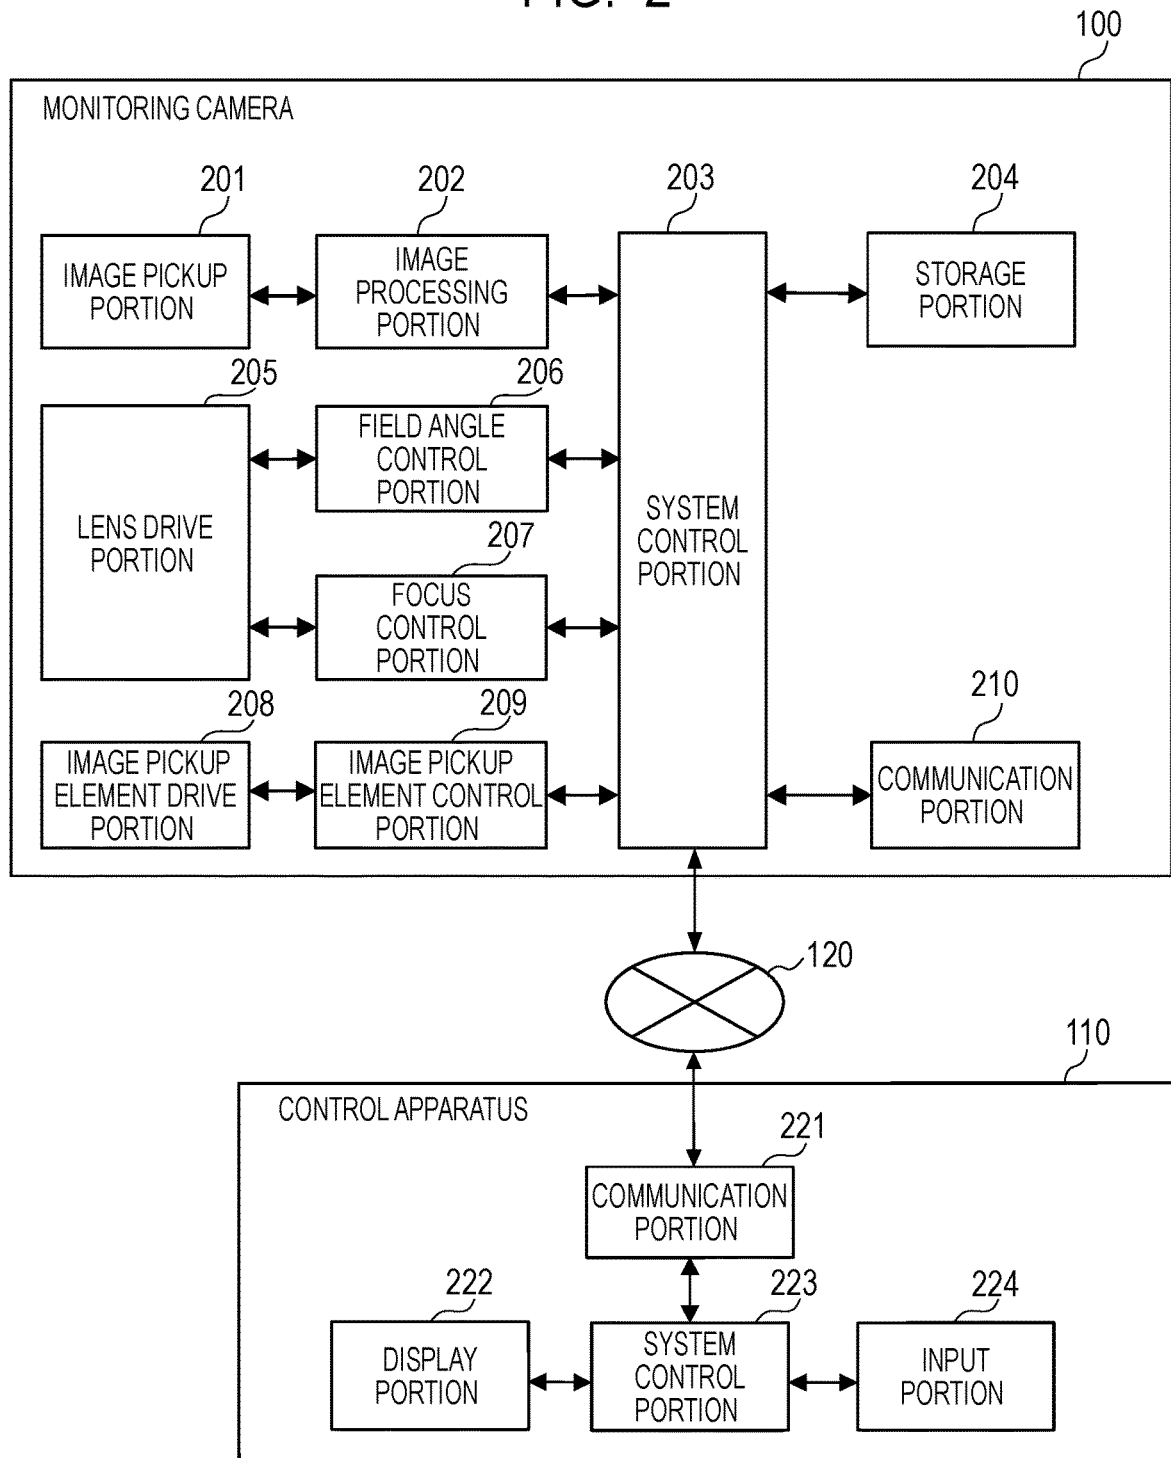 FIG. 2
100
MONITORING CAMERA
201
202
203
204
IMAGE PICKUP
PORTION
IMAGE
PROCESSING
PORTION
STORAGE
PORTION
205
206
LENS DRIVE
PORTION
FIELD ANGLE
CONTROL
PORTION
SYSTEM
CONTROL
PORTION
207
FOCUS
CONTROL
PORTION
208
209
210
IMAGE PICKUP
ELEMENT DRIVE
PORTION
IMAGE PICKUP
ELEMENT CONTROL
PORTION
COMMUNICATION
PORTION
120
110
CONTROL APPARATUS
221
COMMUNICATION
PORTION
222
223
224
DISPLAY
PORTION
SYSTEM
CONTROL
PORTION
INPUT
PORTION